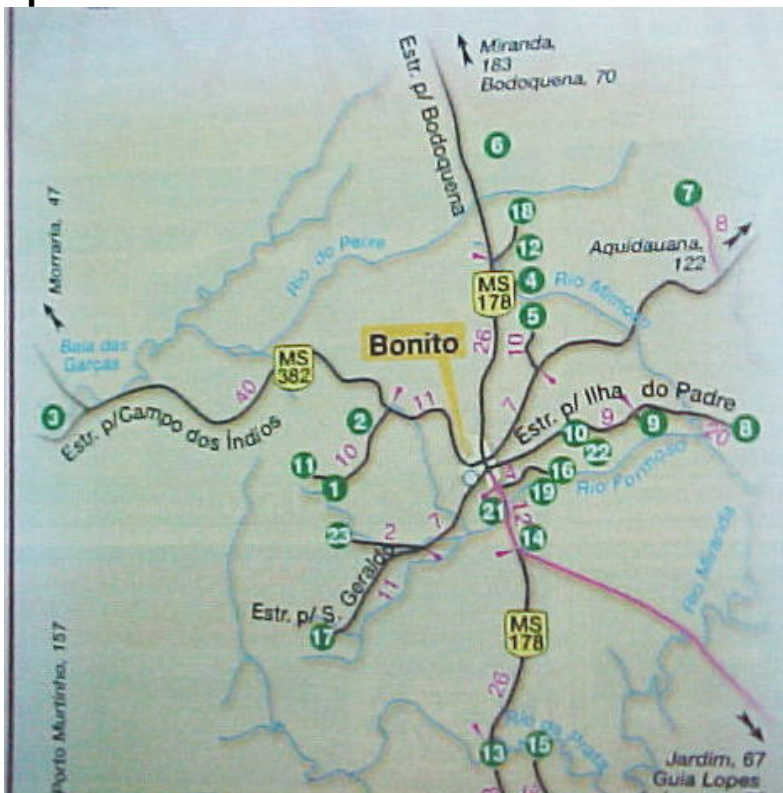 Estr. p/ Bodoquena
Miranda,
183
Bodoquena, 70
6
7
8
18
12
Aquidauana,
122
Morraria, 47
Rio do Peixe
MS
178
4
Rio Mimoso
5
Baía das
Garças
Bonito
26
10
MS
382
40
3
Estr. p/Campo dos Índios
2
11
7
Estr. p/ Ilha do Padre
10
9
9
8
22
11
10
1
16
19
Rio Formoso
21
12
14
2
7
Estr. p/ S. Geraldo
11
17
Rio Miranda
MS
178
Porto Murtinho, 157
26
Rio da Prata
13
15
Jardim, 67
Guia Lopes